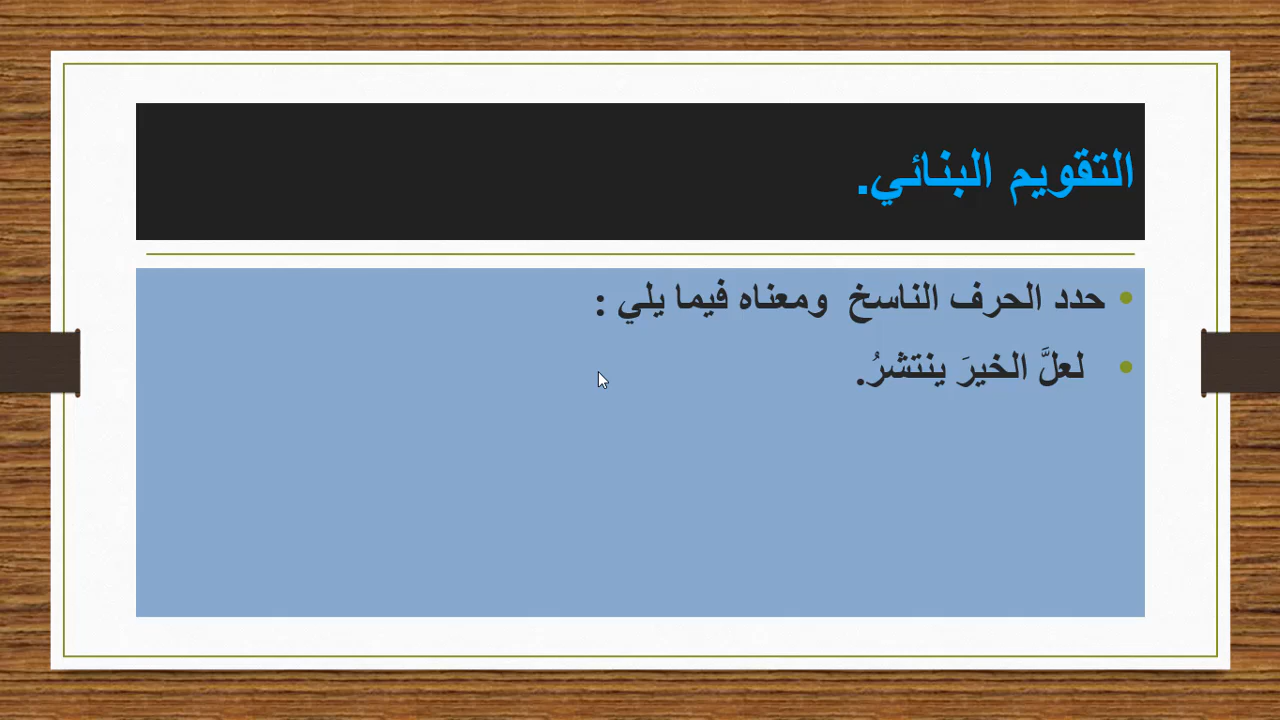 التقويم البنائي.
• حدد الحرف الناسخ ومعناه فيما يلي :
• لعلَّ الخيرَ ينتشرُ.